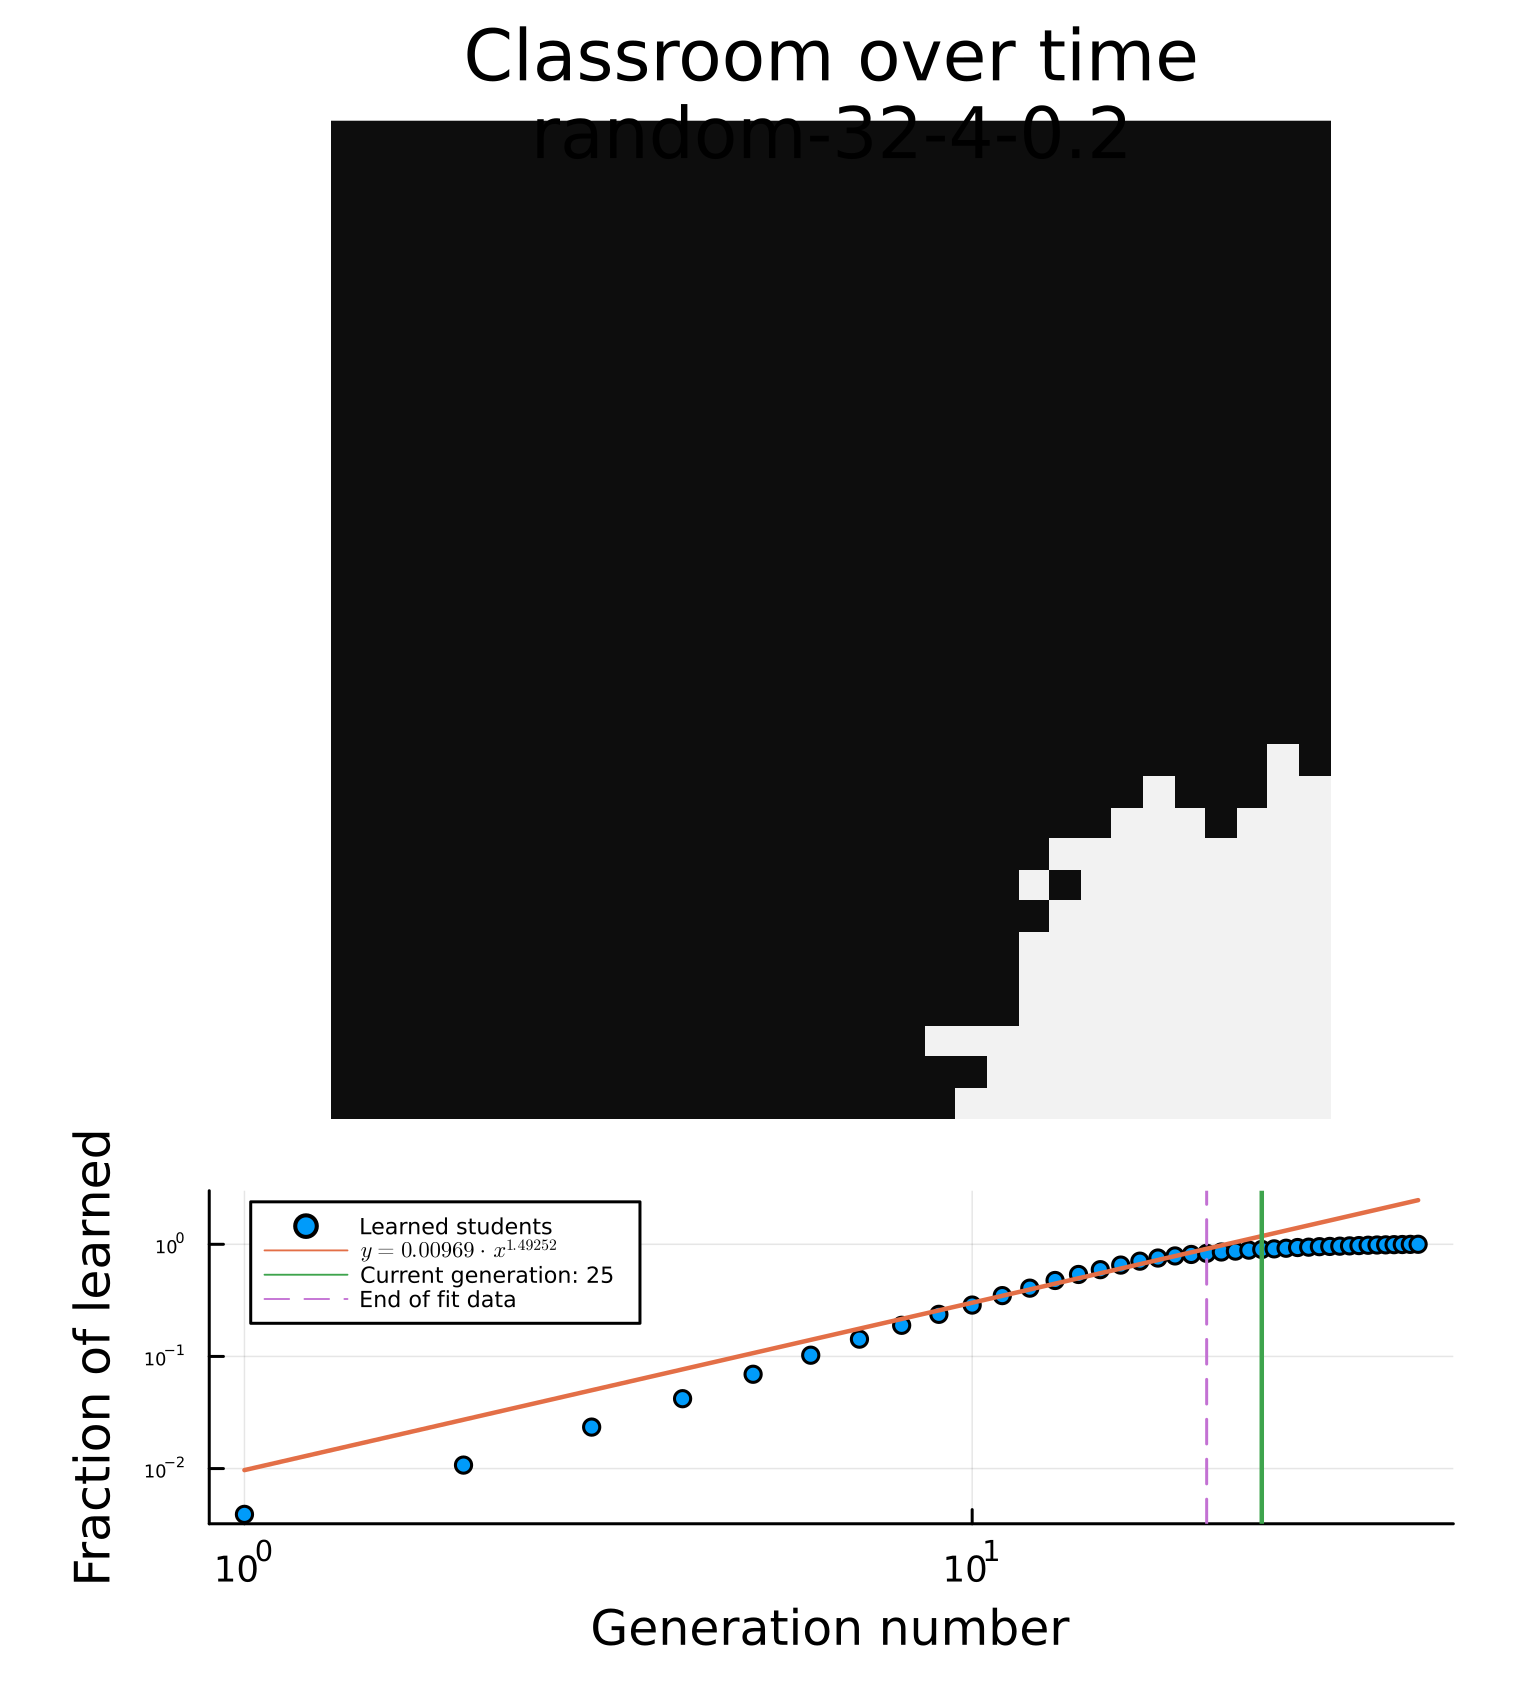 Classroom over time
random-32-4-0.2
Fraction of learned
10^0
10^-1
10^-2
Learned students
y = 0.00969 · x^1.49252
Current generation: 25
End of fit data
10^0
10^1
Generation number